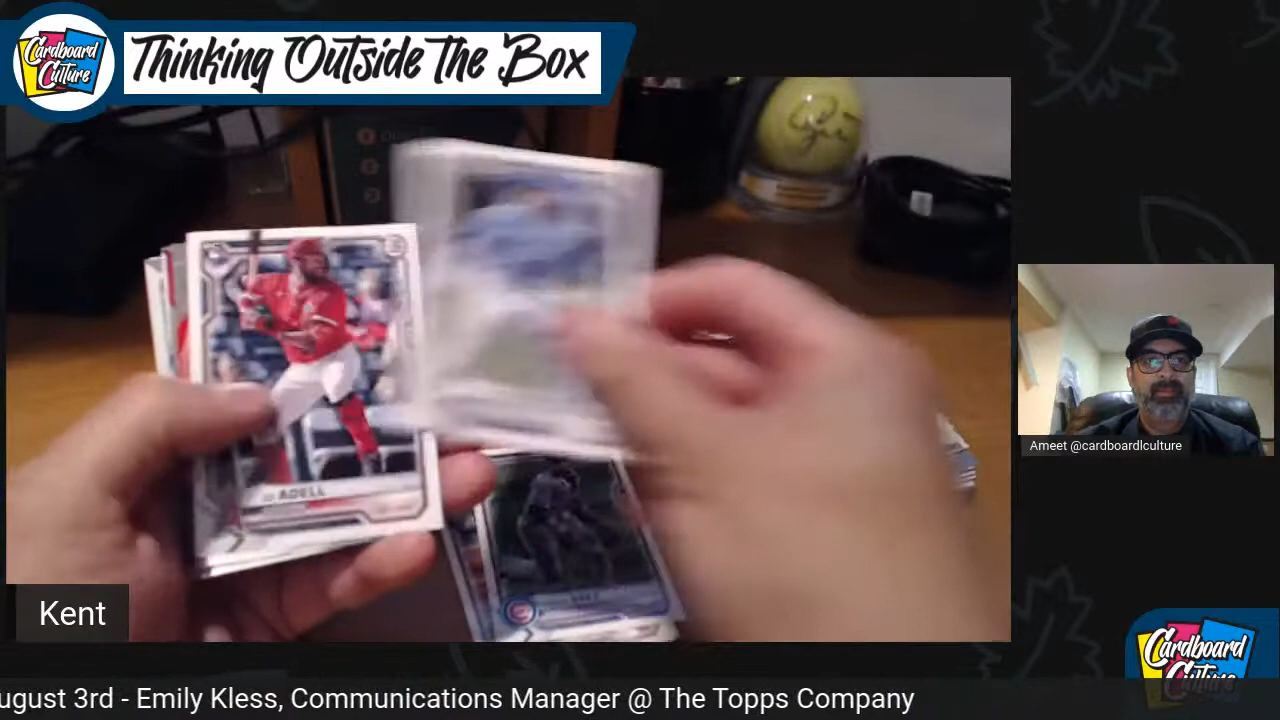 Cardboard
Culture
Thinking Outside The Box
ADELL
Ameet @cardboardlculture
Kent
Cardboard
Culture
ugust 3rd - Emily Kless, Communications Manager @ The Topps Company